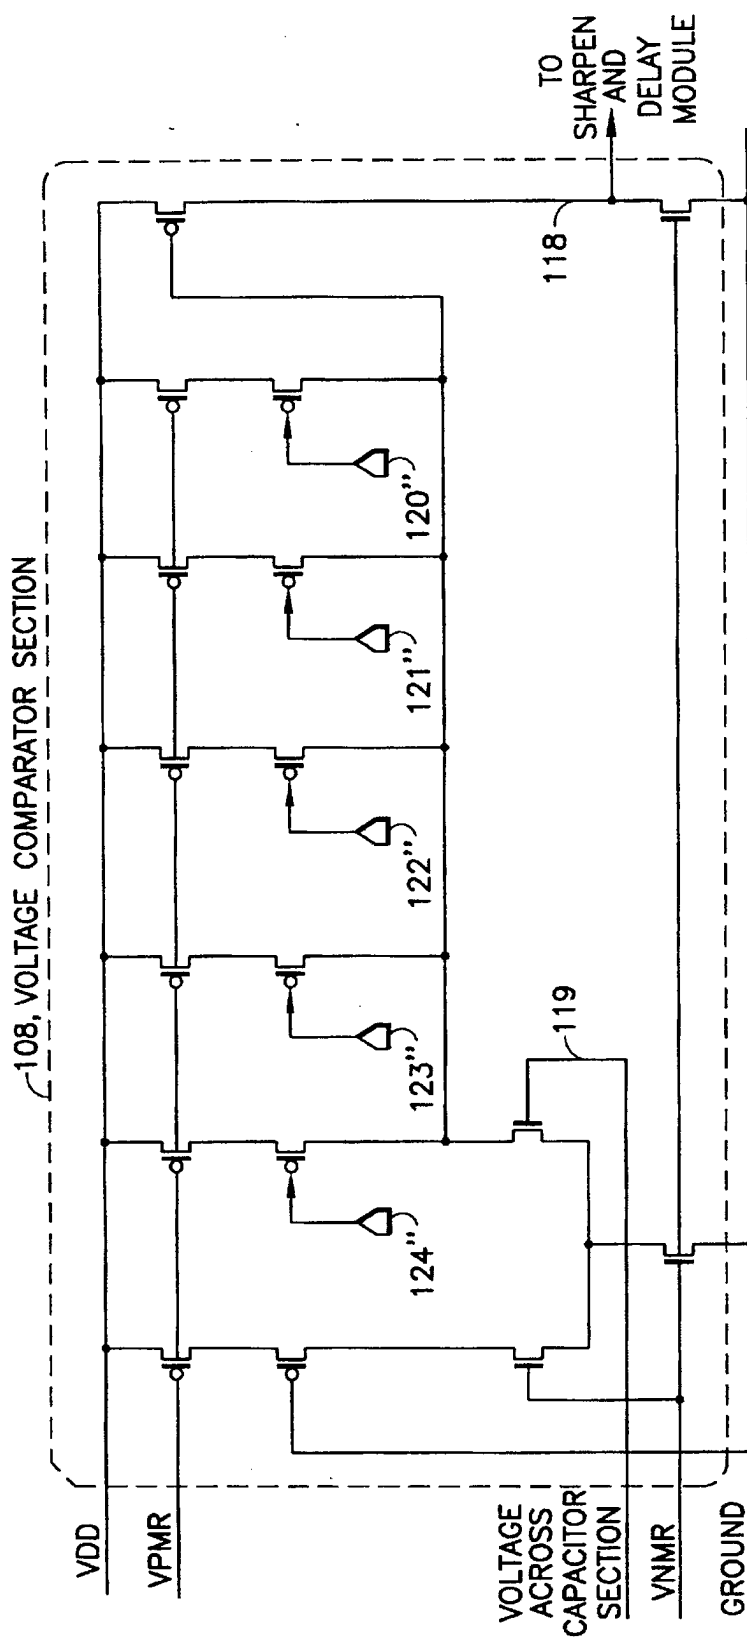 108, VOLTAGE COMPARATOR SECTION
VDD
VPMR
VOLTAGE
ACROSS
CAPACITOR
SECTION
VNMR
GROUND
124"
123"
122"
121"
120"
119
118
TO
SHARPEN
AND
DELAY
MODULE